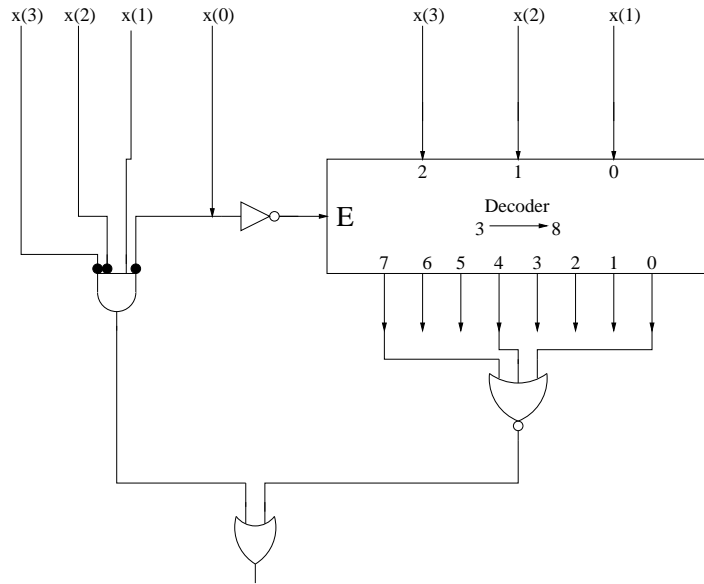 x(3) x(2) x(1) x(0) x(3) x(2) x(1)
2 1 0
E
Decoder
3 8
7 6 5 4 3 2 1 0